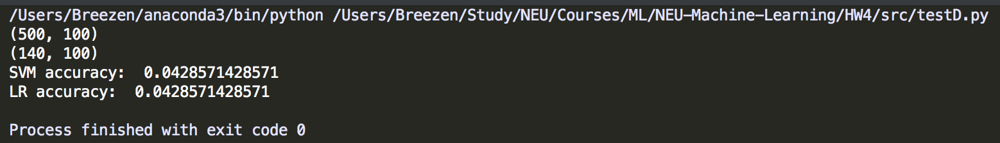 /Users/Breezen/anaconda3/bin/python /Users/Breezen/Study/NEU/Courses/ML/NEU-Machine-Learning/HW4/src/testD.py
(500, 100)
(140, 100)
SVM accuracy:  0.0428571428571
LR accuracy:  0.0428571428571
Process finished with exit code 0